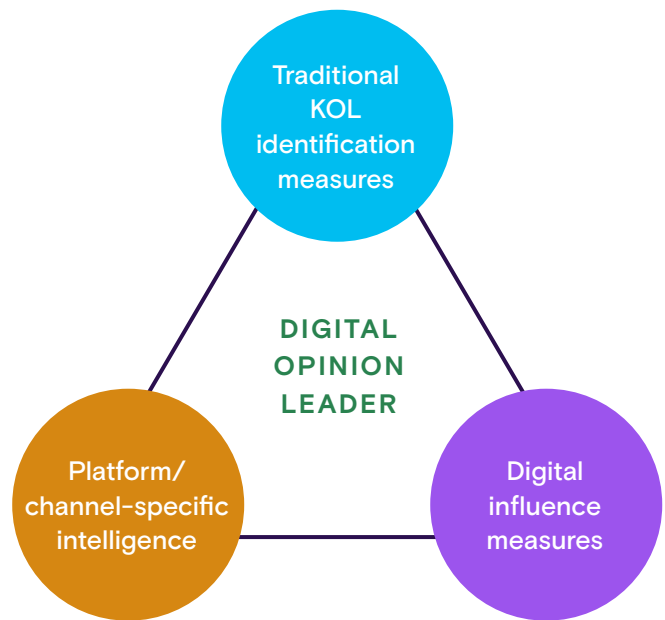 Traditional
KOL
identification
measures
DIGITAL
OPINION
LEADER
Platform/
channel-specific
intelligence
Digital
influence
measures